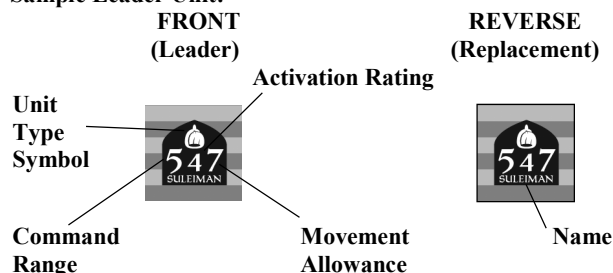 Sample Leader Unit:
FRONT
(Leader)
REVERSE
(Replacement)
Activation Rating
Unit
Type
Symbol
547
SULEIMAN
547
SULEIMAN
Command
Range
Movement
Allowance
Name